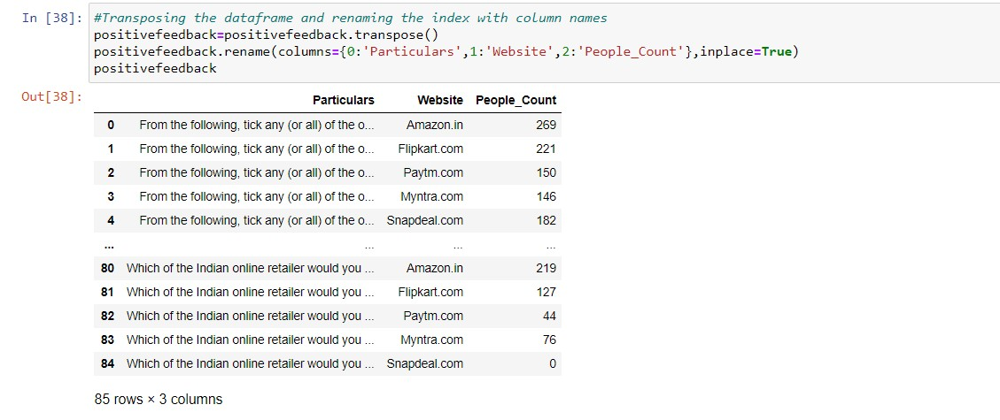 In [38]: #Transposing the dataframe and renaming the index with column names
positivefeedback=positivefeedback.transpose()
positivefeedback.rename(columns={0:'Particulars',1:'Website',2:'People_Count'},inplace=True)
positivefeedback
Out[38]:
Particulars Website People_Count
0 From the following, tick any (or all) of the o... Amazon.in 269
1 From the following, tick any (or all) of the o... Flipkart.com 221
2 From the following, tick any (or all) of the o... Paytm.com 150
3 From the following, tick any (or all) of the o... Myntra.com 146
4 From the following, tick any (or all) of the o... Snapdeal.com 182
... ... ... ...
80 Which of the Indian online retailer would you ... Amazon.in 219
81 Which of the Indian online retailer would you ... Flipkart.com 127
82 Which of the Indian online retailer would you ... Paytm.com 44
83 Which of the Indian online retailer would you ... Myntra.com 76
84 Which of the Indian online retailer would you ... Snapdeal.com 0
85 rows × 3 columns